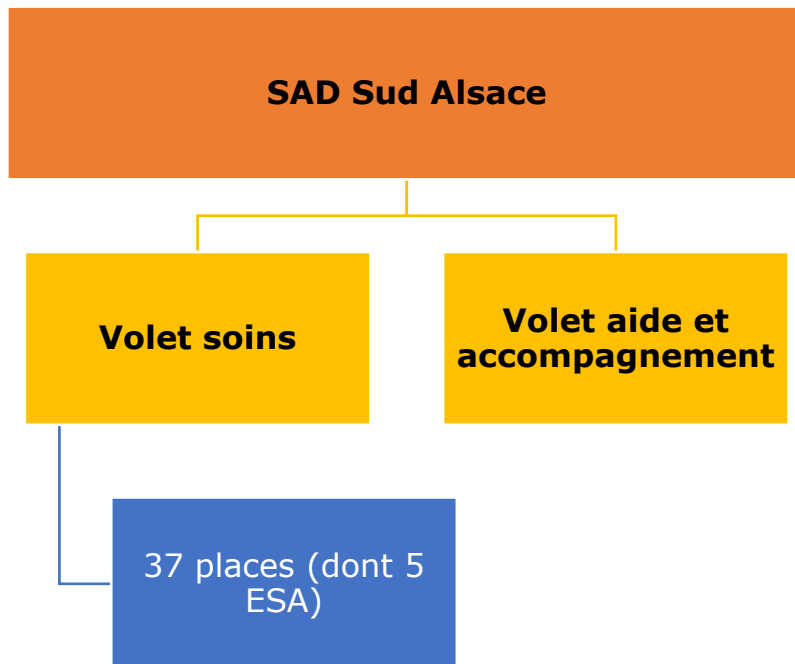 SAD Sud Alsace
Volet soins
Volet aide et
accompagnement
37 places (dont 5
ESA)